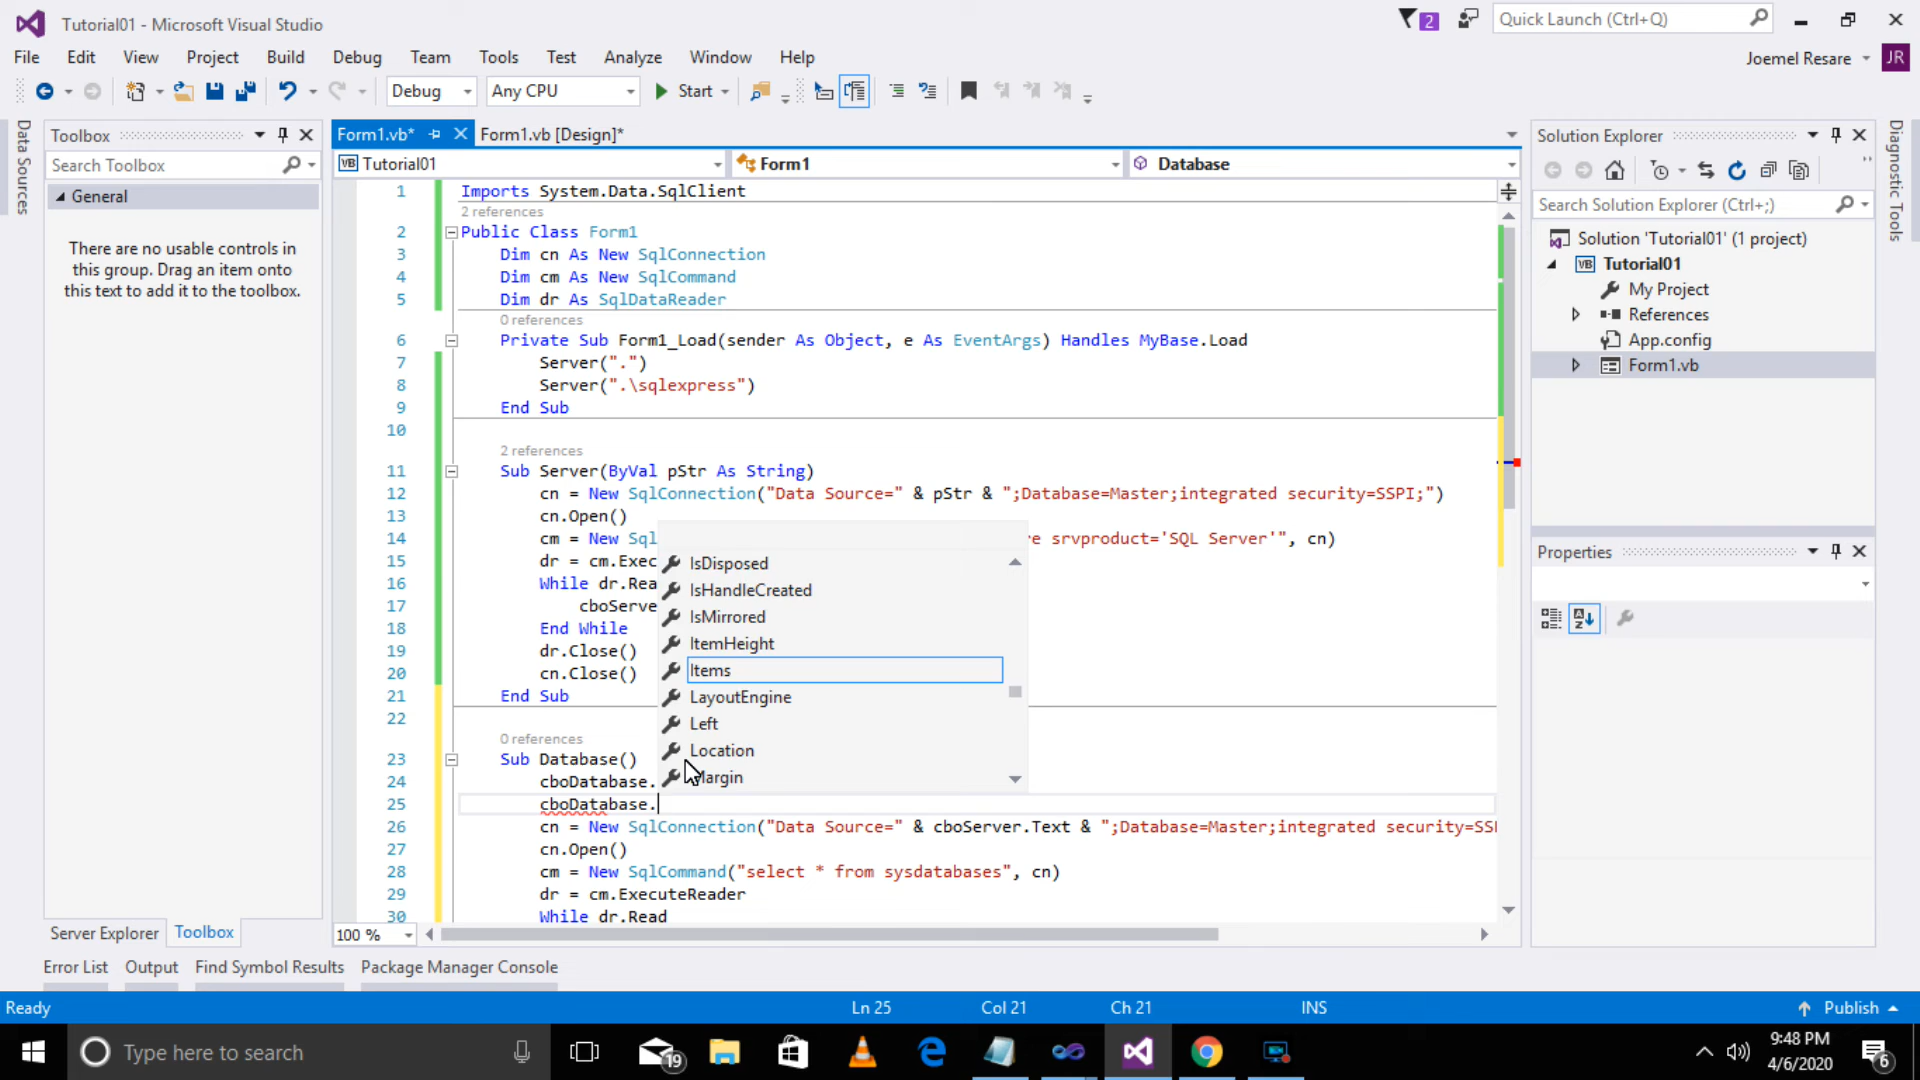 Tutorial01 - Microsoft Visual Studio
2
Quick Launch (Ctrl+Q)
File Edit View Project Build Debug Team Tools Test Analyze Window Help
Joemel Resare JR
Debug Any CPU Start
Data Sources
Toolbox
Search Toolbox
General
There are no usable controls in
this group. Drag an item onto
this text to add it to the toolbox.
Server Explorer Toolbox
Form1.vb* Form1.vb [Design]*
VB Tutorial01 Form1 Database
1 Imports System.Data.SqlClient
2 references
2 Public Class Form1
3 Dim cn As New SqlConnection
4 Dim cm As New SqlCommand
5 Dim dr As SqlDataReader
0 references
6 Private Sub Form1_Load(sender As Object, e As EventArgs) Handles MyBase.Load
7 Server(".")
8 Server(".\sqlexpress")
9 End Sub
10
2 references
11 Sub Server(ByVal pStr As String)
12 cn = New SqlConnection("Data Source=" & pStr & ";Database=Master;integrated security=SSPI;")
13 cn.Open()
14 cm = New Sql re srvproduct='SQL Server'", cn)
15 dr = cm.Exec
16 While dr.Rea
17 cboServe
18 End While
19 dr.Close()
20 cn.Close()
21 End Sub
22
0 references
23 Sub Database()
24 cboDatabase.
25 cboDatabase.
26 cn = New SqlConnection("Data Source=" & cboServer.Text & ";Database=Master;integrated security=SS
27 cn.Open()
28 cm = New SqlCommand("select * from sysdatabases", cn)
29 dr = cm.ExecuteReader
30 While dr.Read
IsDisposed
IsHandleCreated
IsMirrored
ItemHeight
Items
LayoutEngine
Left
Location
Margin
100 %
Solution Explorer
Search Solution Explorer (Ctrl+;)
Solution 'Tutorial01' (1 project)
VB Tutorial01
My Project
References
App.config
Form1.vb
Properties
Diagnostic Tools
Error List Output Find Symbol Results Package Manager Console
Ready Ln 25 Col 21 Ch 21 INS Publish
Type here to search
19
9:48 PM
4/6/2020
6